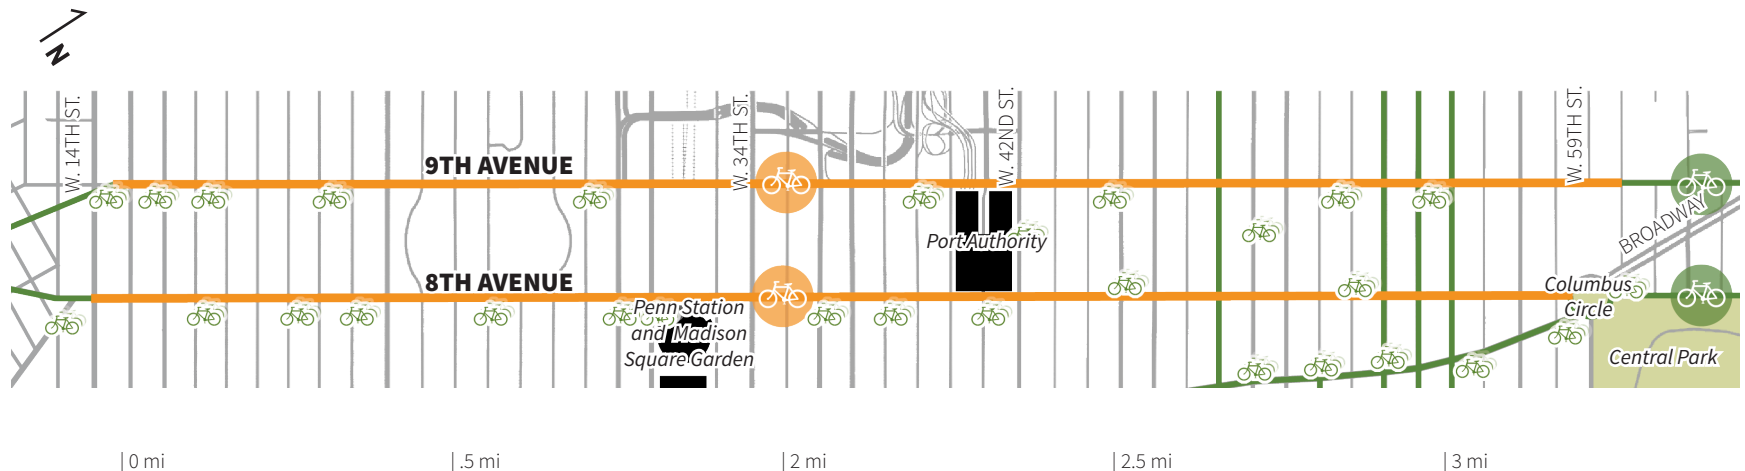 N
W. 14TH ST.
W. 34TH ST.
W. 42ND ST.
W. 59TH ST.
9TH AVENUE
BROADWAY
Port Authority
8TH AVENUE
Columbus
Circle
Penn Station
and Madison
Square Garden
Central Park
|0 mi
|.5 mi
|2 mi
|2.5 mi
|3 mi